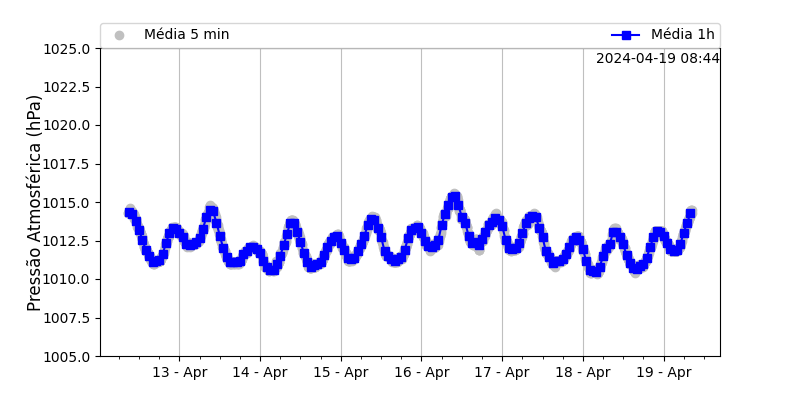 Média 5 min
Média 1h
2024-04-19 08:44
Pressão Atmosférica (hPa)
1025.0
1022.5
1020.0
1017.5
1015.0
1012.5
1010.0
1007.5
1005.0
13 - Apr
14 - Apr
15 - Apr
16 - Apr
17 - Apr
18 - Apr
19 - Apr